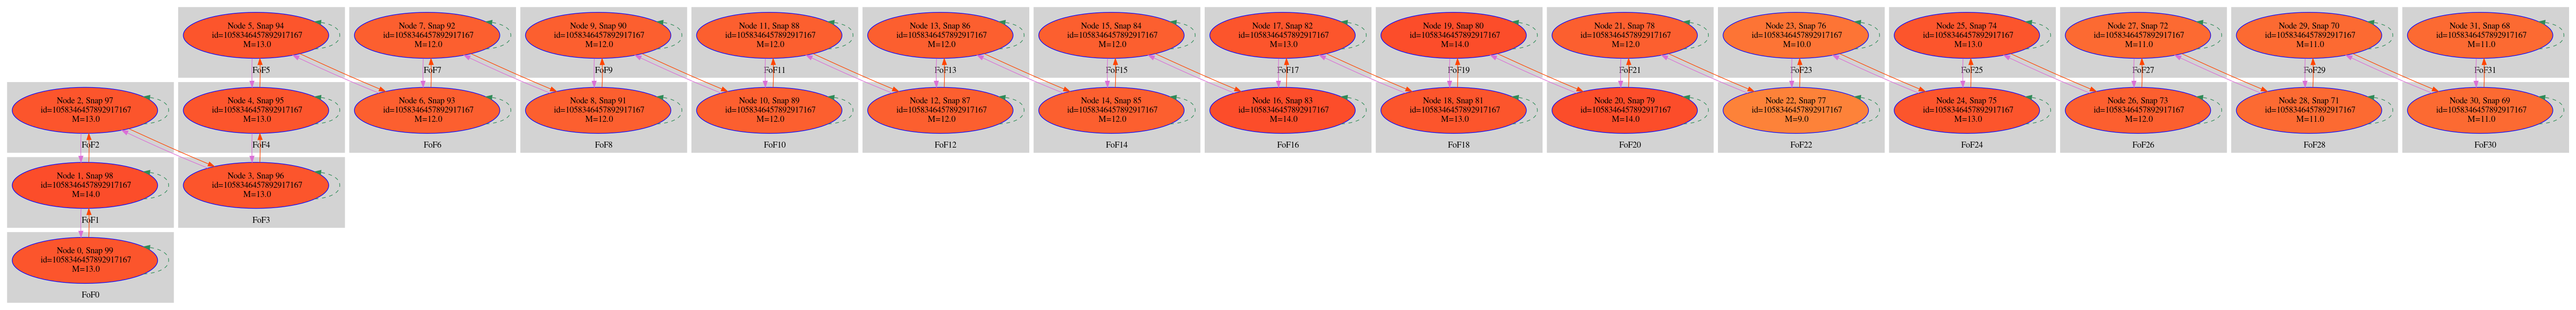 Node 5, Snap 94
id=1058346457892917167
M=13.0
FoF5
Node 7, Snap 92
id=1058346457892917167
M=12.0
FoF7
Node 9, Snap 90
id=1058346457892917167
M=12.0
FoF9
Node 11, Snap 88
id=1058346457892917167
M=12.0
FoF11
Node 13, Snap 86
id=1058346457892917167
M=12.0
FoF13
Node 15, Snap 84
id=1058346457892917167
M=12.0
FoF15
Node 17, Snap 82
id=1058346457892917167
M=13.0
FoF17
Node 19, Snap 80
id=1058346457892917167
M=14.0
FoF19
Node 21, Snap 78
id=1058346457892917167
M=12.0
FoF21
Node 23, Snap 76
id=1058346457892917167
M=10.0
FoF23
Node 25, Snap 74
id=1058346457892917167
M=13.0
FoF25
Node 27, Snap 72
id=1058346457892917167
M=11.0
FoF27
Node 29, Snap 70
id=1058346457892917167
M=11.0
FoF29
Node 31, Snap 68
id=1058346457892917167
M=11.0
FoF31
Node 2, Snap 97
id=1058346457892917167
M=13.0
FoF2
Node 4, Snap 95
id=1058346457892917167
M=13.0
FoF4
Node 6, Snap 93
id=1058346457892917167
M=12.0
FoF6
Node 8, Snap 91
id=1058346457892917167
M=12.0
FoF8
Node 10, Snap 89
id=1058346457892917167
M=12.0
FoF10
Node 12, Snap 87
id=1058346457892917167
M=12.0
FoF12
Node 14, Snap 85
id=1058346457892917167
M=12.0
FoF14
Node 16, Snap 83
id=1058346457892917167
M=14.0
FoF16
Node 18, Snap 81
id=1058346457892917167
M=13.0
FoF18
Node 20, Snap 79
id=1058346457892917167
M=14.0
FoF20
Node 22, Snap 77
id=1058346457892917167
M=9.0
FoF22
Node 24, Snap 75
id=1058346457892917167
M=13.0
FoF24
Node 26, Snap 73
id=1058346457892917167
M=12.0
FoF26
Node 28, Snap 71
id=1058346457892917167
M=11.0
FoF28
Node 30, Snap 69
id=1058346457892917167
M=11.0
FoF30
Node 1, Snap 98
id=1058346457892917167
M=14.0
FoF1
Node 3, Snap 96
id=1058346457892917167
M=13.0
FoF3
Node 0, Snap 99
id=1058346457892917167
M=13.0
FoF0